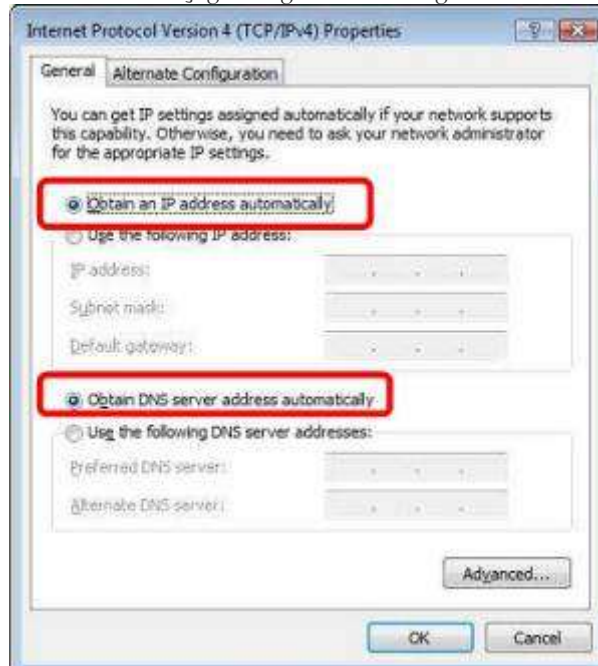 Internet Protocol Version 4 (TCP/IPv4) Properties
General
Alternate Configuration
You can get IP settings assigned automatically if your network supports
this capability. Otherwise, you need to ask your network administrator
for the appropriate IP settings.
Obtain an IP address automatically
Use the following IP address:
IP address:
Subnet mask:
Default gateway:
Obtain DNS server address automatically
Use the following DNS server addresses:
Preferred DNS server:
Alternate DNS server:
Advanced...
OK
Cancel